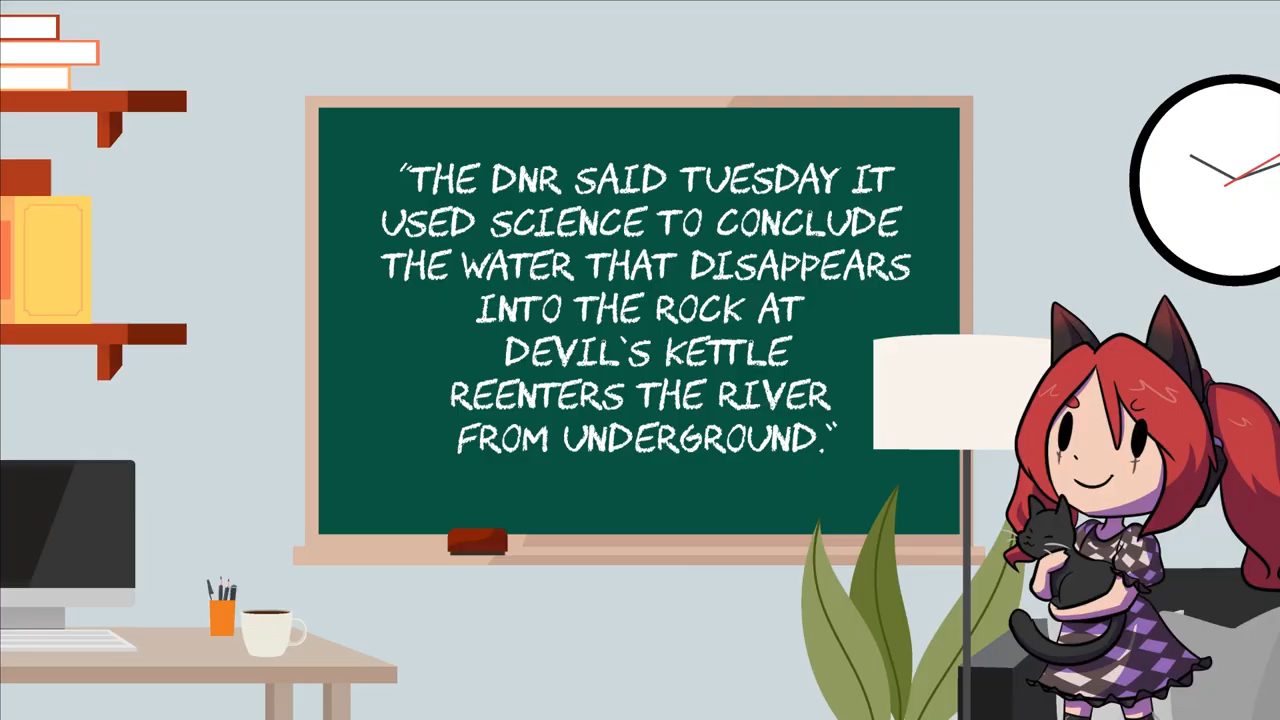 "THE DNR SAID TUESDAY IT
USED SCIENCE TO CONCLUDE
THE WATER THAT DISAPPEARS
INTO THE ROCK AT
DEVIL'S KETTLE
REENTERS THE RIVER
FROM UNDERGROUND."